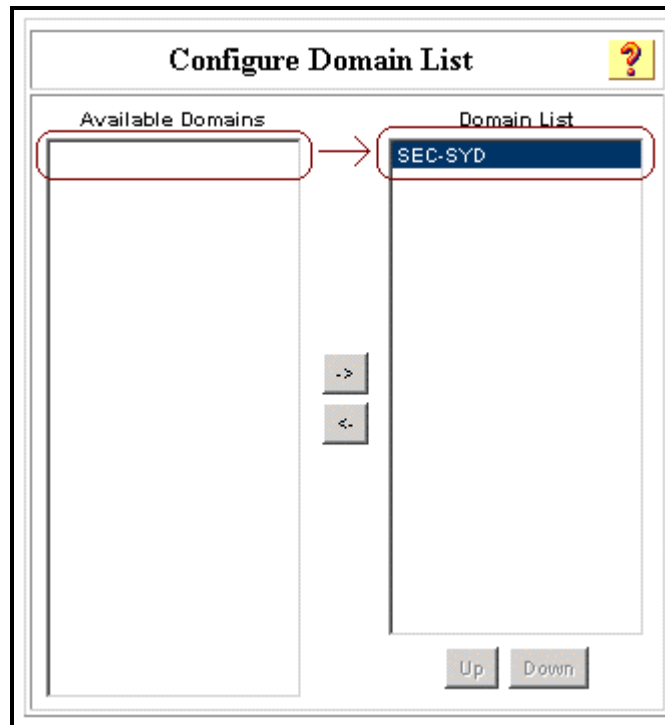 Configure Domain List ?
Available Domains
Domain List
SEC-SYD
->
<-
Up Down